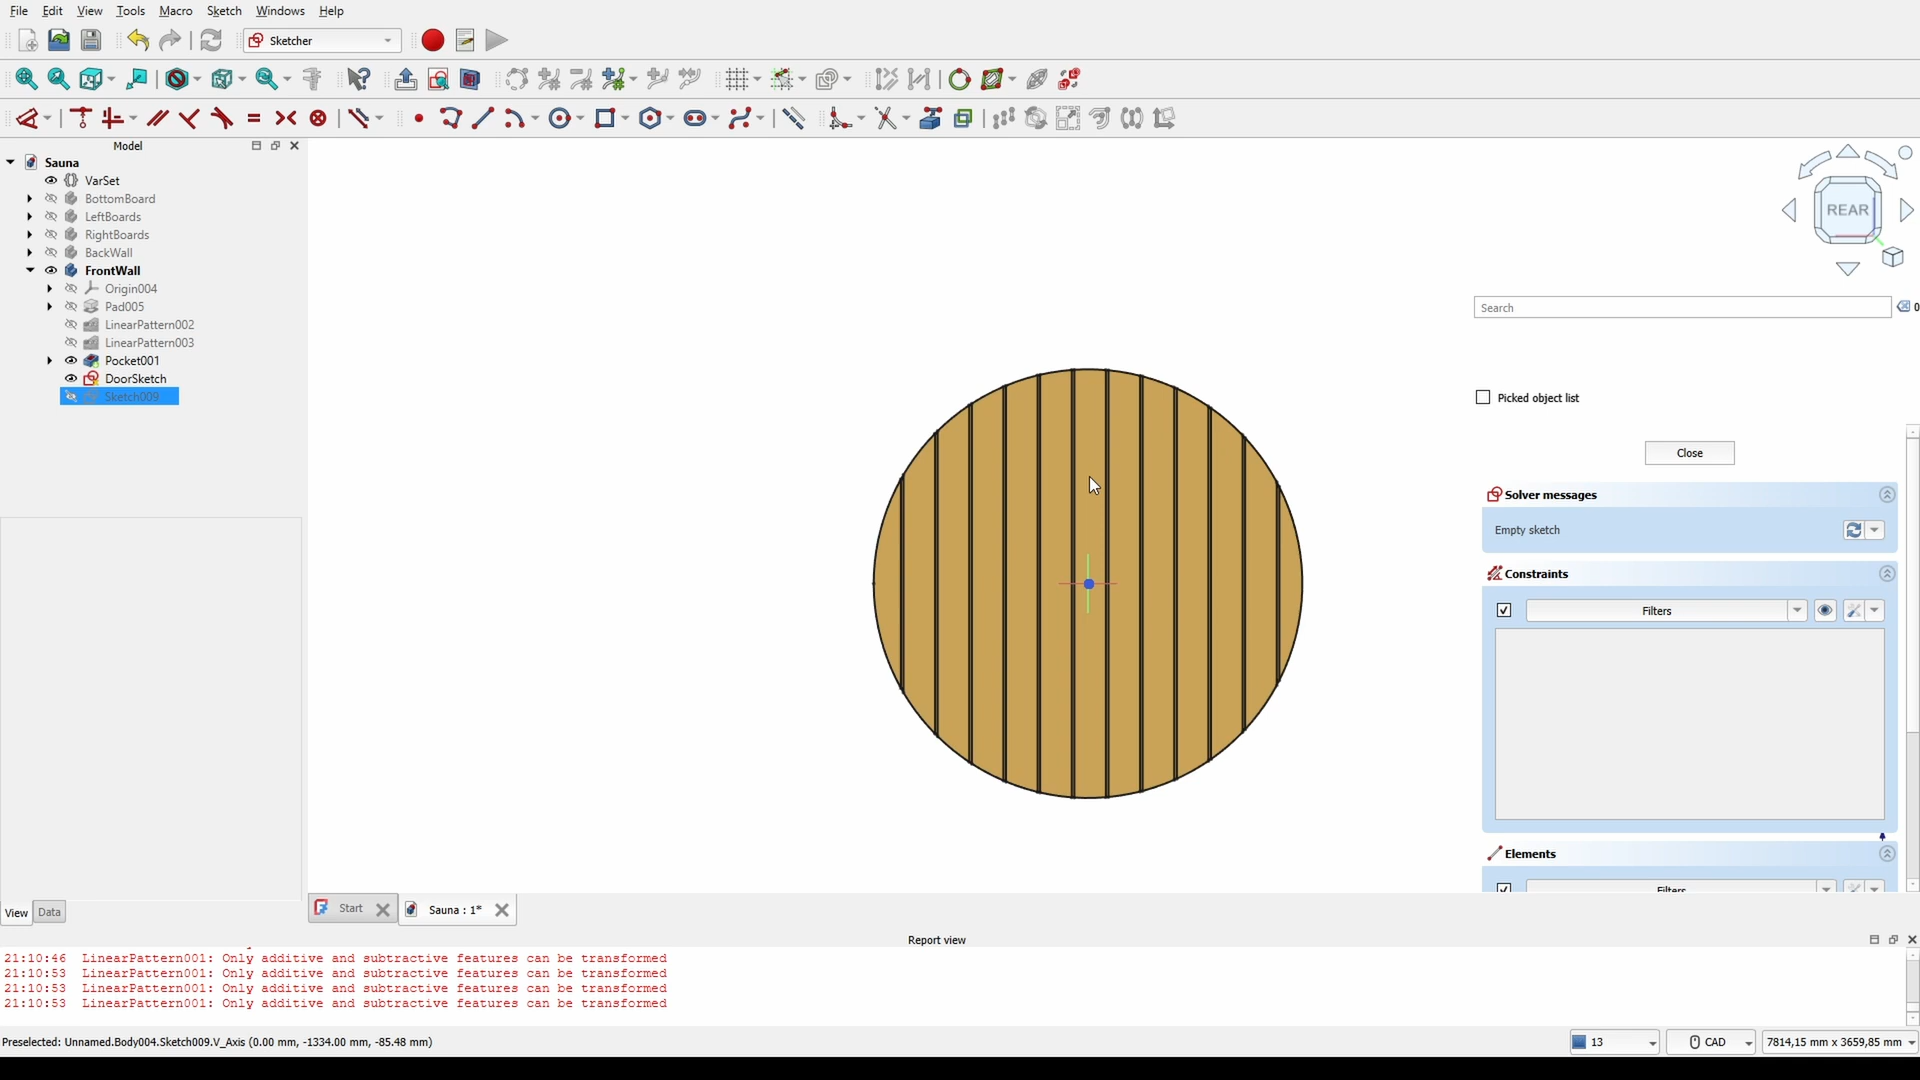 File Edit View Tools Macro Sketch Windows Help
Sketcher
Model
Sauna
VarSet
BottomBoard
LeftBoards
RightBoards
BackWall
FrontWall
Origin004
Pad005
LinearPattern002
LinearPattern003
Pocket001
DoorSketch
Sketch009
REAR
Search
0
Picked object list
Close
Solver messages
Empty sketch
Constraints
Filters
Elements
Filters
View Data
Start
Sauna : 1*
Report view
21:10:46 LinearPattern001: Only additive and subtractive features can be transformed
21:10:53 LinearPattern001: Only additive and subtractive features can be transformed
21:10:53 LinearPattern001: Only additive and subtractive features can be transformed
21:10:53 LinearPattern001: Only additive and subtractive features can be transformed
Preselected: Unnamed.Body004.Sketch009.V_Axis (0.00 mm, -1334.00 mm, -85.48 mm)
13
CAD
7814,15 mm x 3659,85 mm